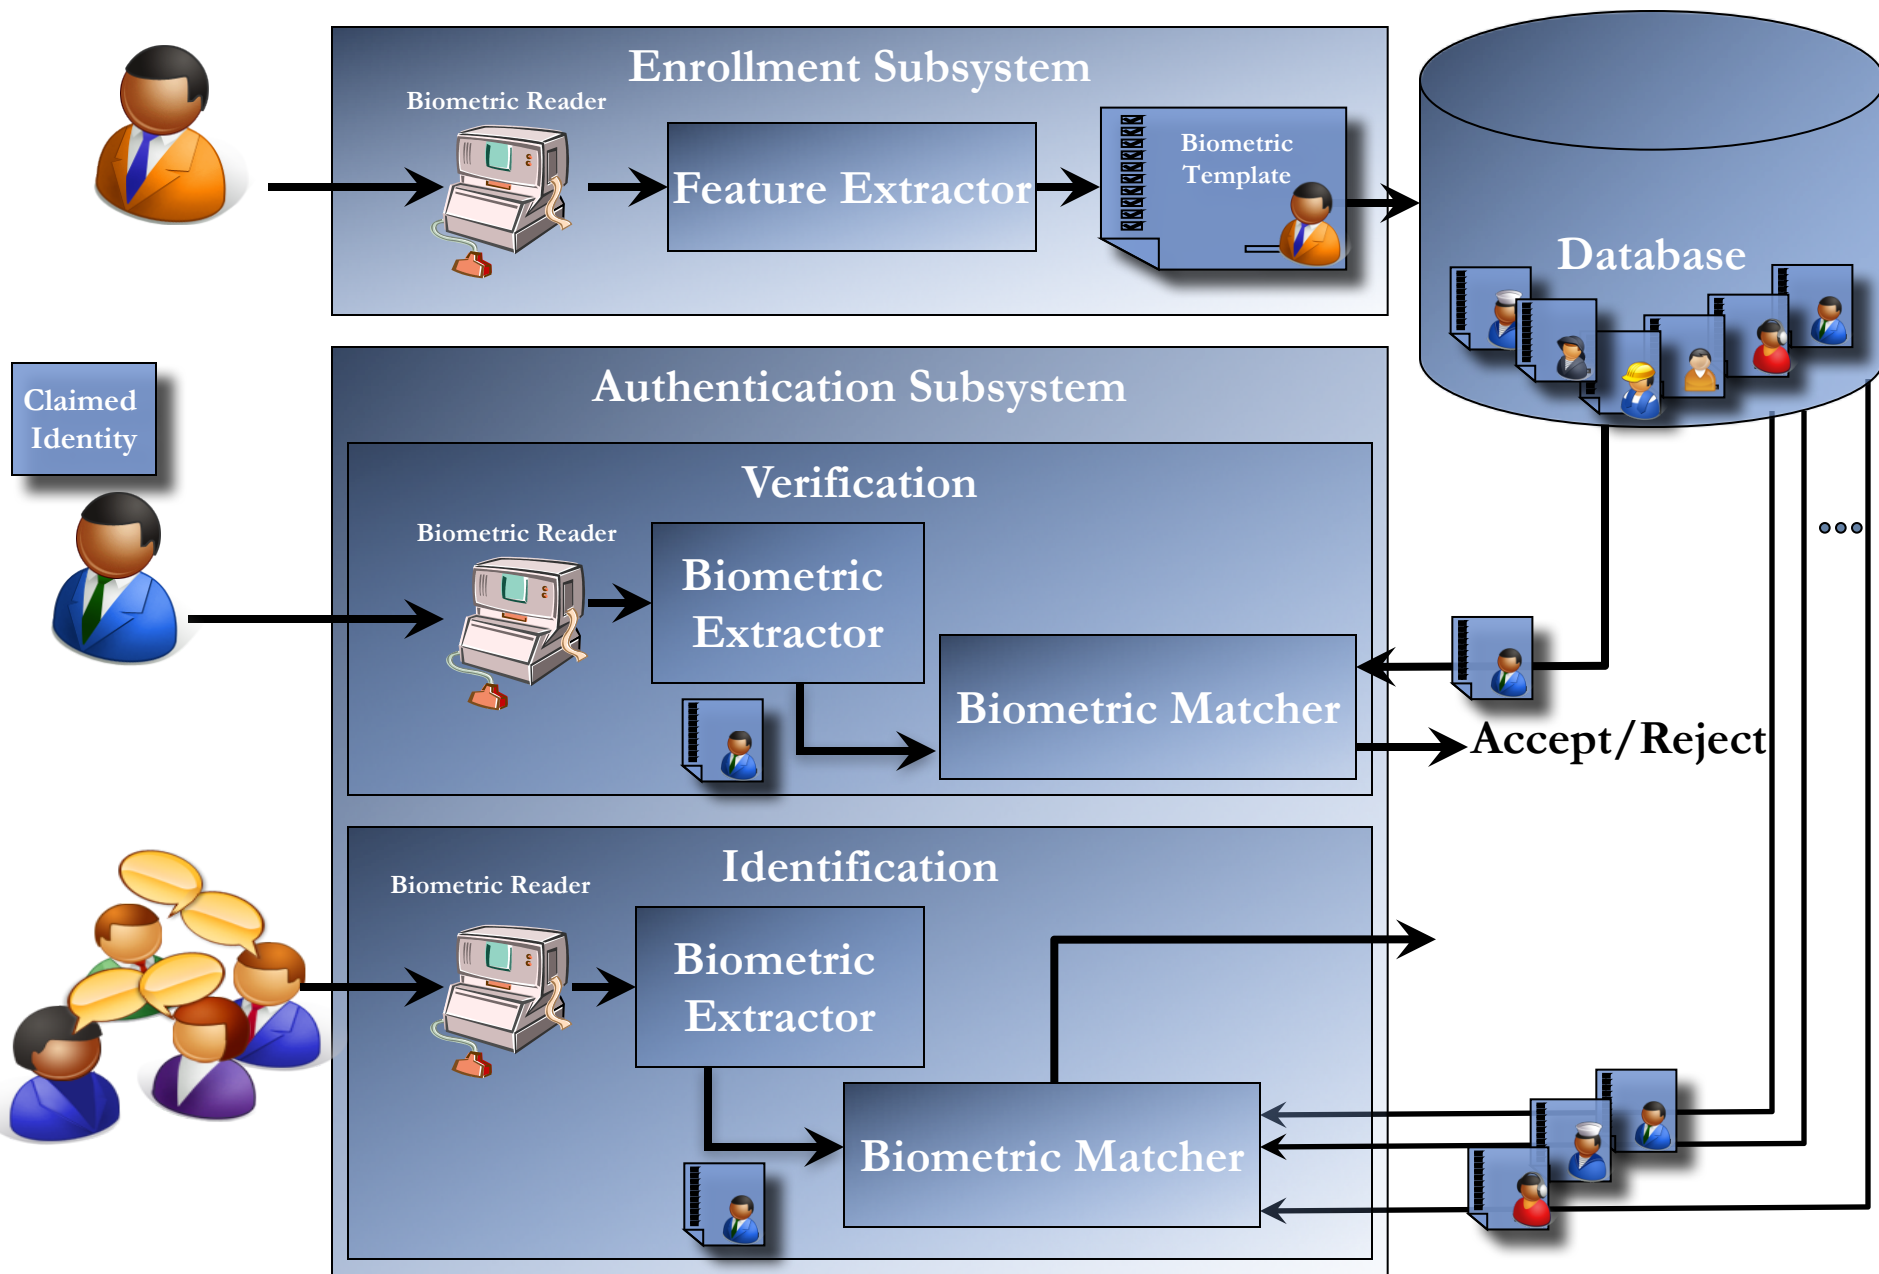 Enrollment Subsystem
Biometric Reader
Feature Extractor
Biometric
Template
Database
Claimed
Identity
Authentication Subsystem
Verification
Biometric Reader
Biometric
Extractor
Biometric Matcher
Accept/Reject
Identification
Biometric Reader
Biometric
Extractor
Biometric Matcher